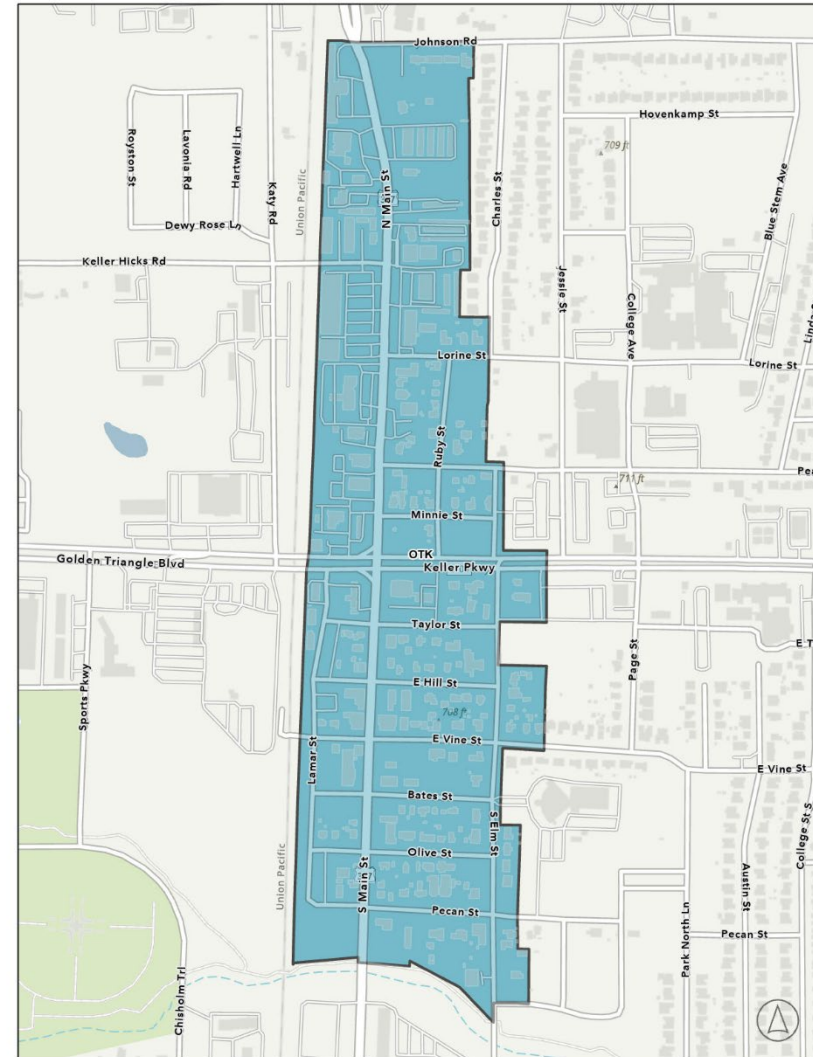 Johnson Rd
Hovenkamp St
709 ft
Royston St
Lavonia Rd
Hartwell Ln
Katy Rd
Union Pacific
N Main St
Charles St
Blue Stem Ave
Dewy Rose Ln
Keller Hicks Rd
Jessie St
College Ave
Lorine St
Lorine St
Ruby St
711 ft
Minnie St
OTK
Golden Triangle Blvd
Keller Pkwy
Taylor St
Page St
Sports Pkwy
E Hill St
708 ft
E Vine St
Lamar St
E Vine St
Bates St
S Elm St
College St S
Olive St
Union Pacific
S Main St
Austin St
Pecan St
Park North Ln
Pecan St
Chisholm Trl